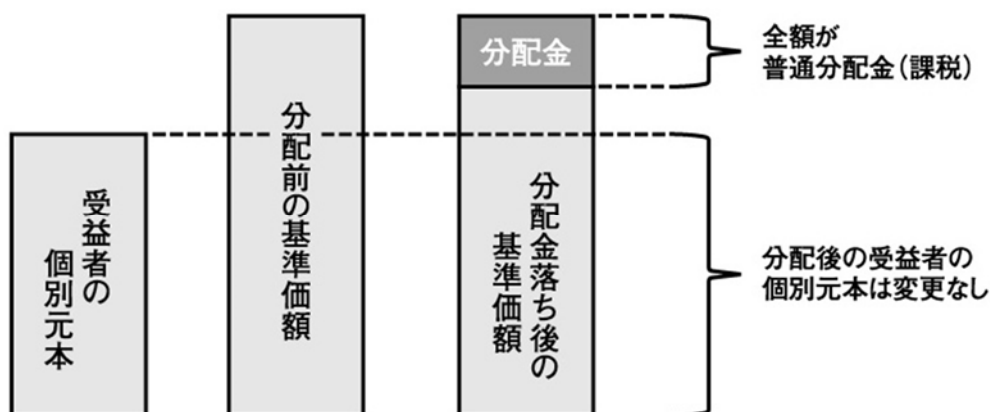 受益者の
個別元本
分配前の基準価額
分配金
分配金落ち後の
基準価額
全額が
普通分配金(課税)
分配後の受益者の
個別元本は変更なし